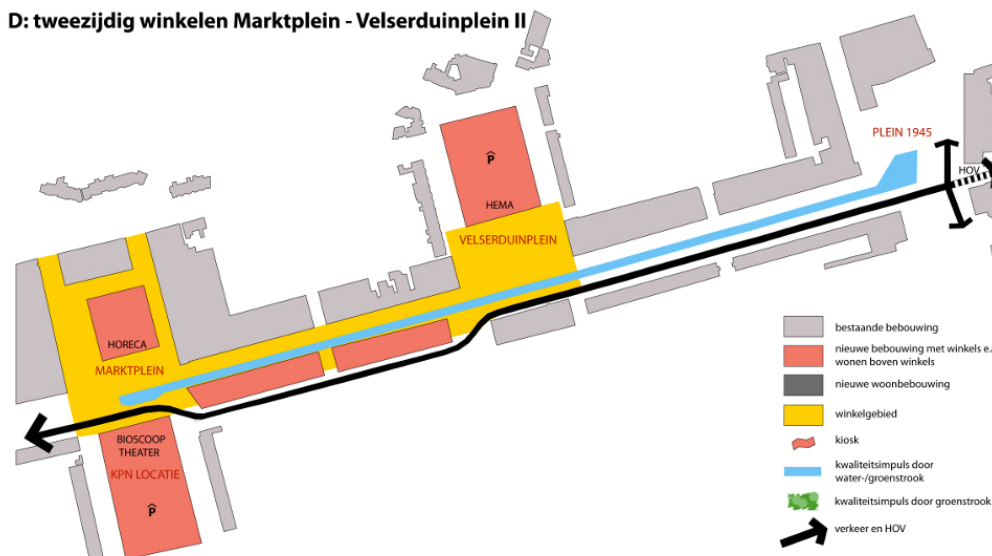 D: tweezijdig winkelen Marktplein - Velserduinplein II
PLEIN 1945
HOV
P
HEMA
VELSERDUINPLEIN
HORECA
MARKTPLEIN
BIOSCOOP
THEATER
KPN LOCATIE
P
bestaande bebouwing
nieuwe bebouwing met winkels e.
wonen boven winkels
nieuwe woonbebouwing
winkelgebied
kiosk
kwaliteitsimpuls door
water-/groenstrook
kwaliteitsimpuls door groenstrook
verkeer en HOV